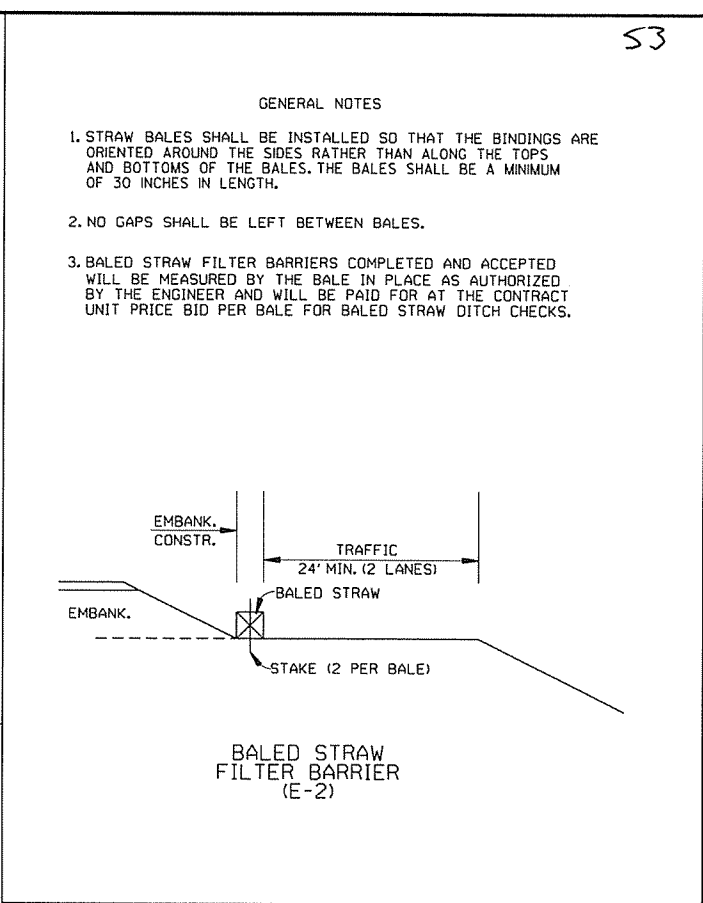 53
GENERAL NOTES
1. STRAW BALES SHALL BE INSTALLED SO THAT THE BINDINGS ARE
ORIENTED AROUND THE SIDES RATHER THAN ALONG THE TOPS
AND BOTTOMS OF THE BALES. THE BALES SHALL BE A MINIMUM
OF 30 INCHES IN LENGTH.
2. NO GAPS SHALL BE LEFT BETWEEN BALES.
3. BALED STRAW FILTER BARRIERS COMPLETED AND ACCEPTED
WILL BE MEASURED BY THE BALE IN PLACE AS AUTHORIZED
BY THE ENGINEER AND WILL BE PAID FOR AT THE CONTRACT
UNIT PRICE BID PER BALE FOR BALED STRAW DITCH CHECKS.
EMBANK.
CONSTR.
TRAFFIC
24' MIN. (2 LANES)
BALED STRAW
EMBANK.
STAKE (2 PER BALE)
BALED STRAW
FILTER BARRIER
(E-2)